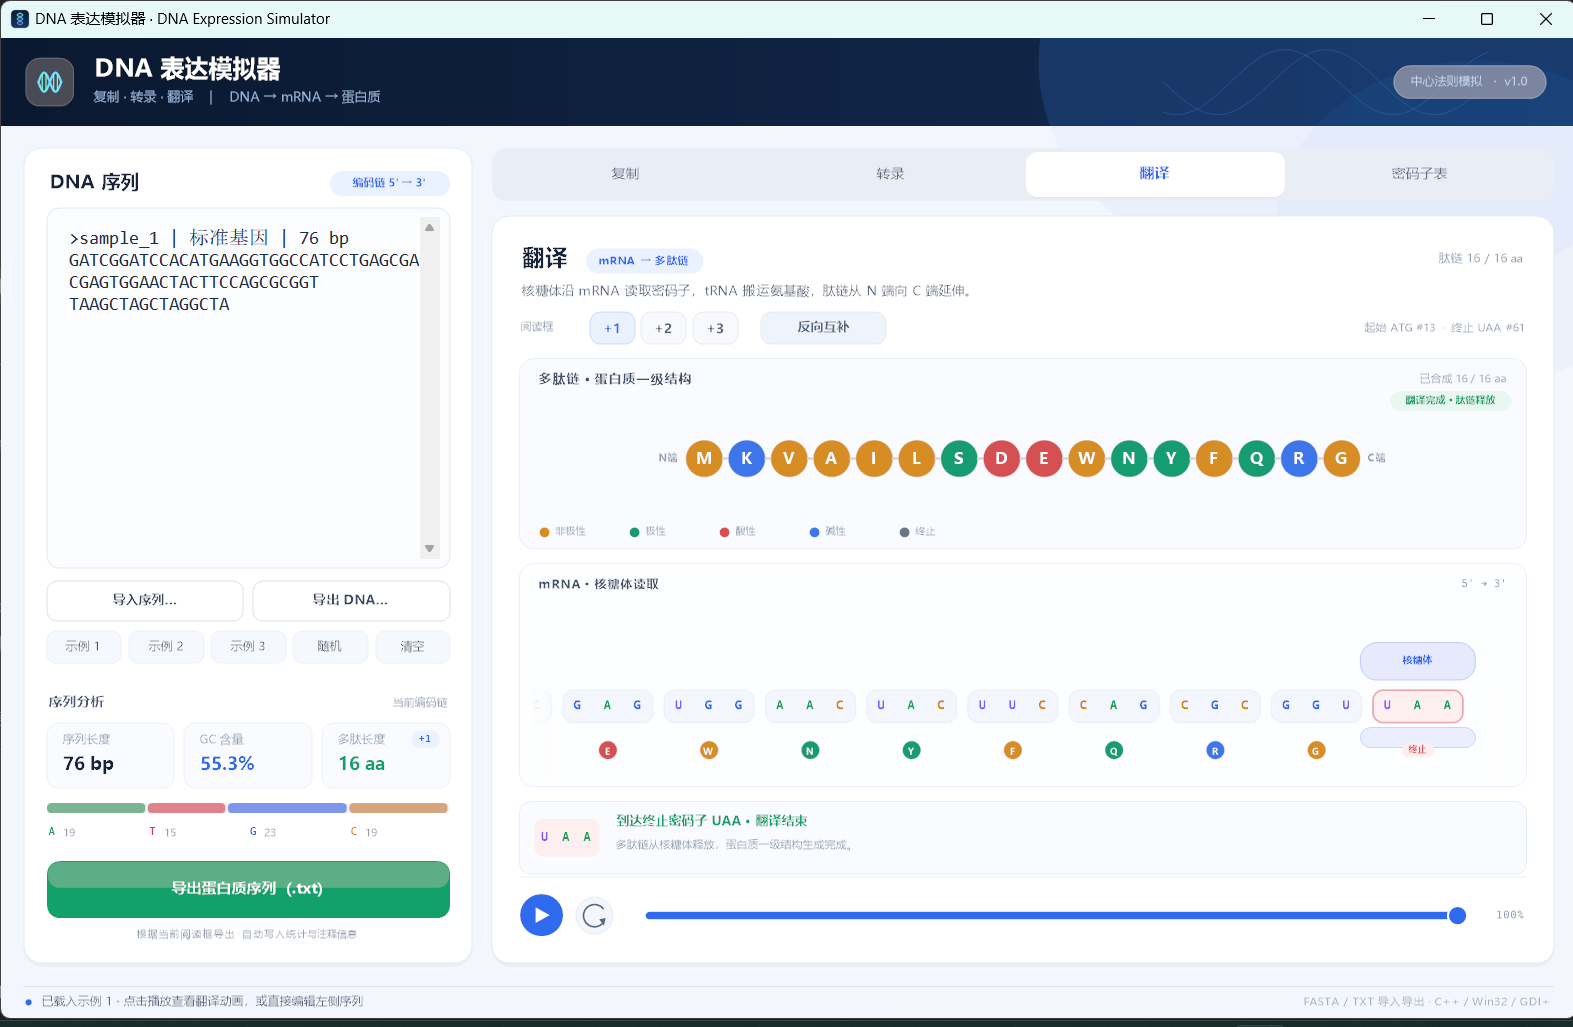 DNA 表达模拟器 · DNA Expression Simulator
DNA 表达模拟器
复制 · 转录 · 翻译 | DNA → mRNA → 蛋白质
中心法则模拟 · v1.0
DNA 序列
编码链 5' → 3'
>sample_1 | 标准基因 | 76 bp
GATCGGATCCACATGAAGGTGGCCATCCTGAGCGA
CGAGTGGAACTACTTCCAGCGCGGT
TAAGCTAGCTAGGCTA
导入序列...
导出 DNA...
示例 1
示例 2
示例 3
随机
清空
序列分析
当前编码链
序列长度
76 bp
GC 含量
55.3%
多肽长度
+1
16 aa
A 19
T 15
G 23
C 19
导出蛋白质序列 (.txt)
根据当前阅读框导出 · 自动写入统计与注释信息
复制
转录
翻译
密码子表
翻译
mRNA → 多肽链
肽链 16 / 16 aa
核糖体沿 mRNA 读取密码子，tRNA 搬运氨基酸，肽链从 N 端向 C 端延伸。
阅读框
+1
+2
+3
反向互补
起始 ATG #13 · 终止 UAA #61
多肽链 • 蛋白质一级结构
已合成 16 / 16 aa
翻译完成 • 肽链释放
N端 M K V A I L S D E W N Y F Q R G C端
非极性
极性
酸性
碱性
终止
mRNA • 核糖体读取
5' → 3'
核糖体
C G A G U G G A A C U A C U U C C A G C G C G G U U A A
E W N Y F Q R G 终止
U A A
到达终止密码子 UAA • 翻译结束
多肽链从核糖体释放，蛋白质一级结构生成完成。
100%
已载入示例 1 · 点击播放查看翻译动画，或直接编辑左侧序列
FASTA / TXT 导入导出 · C++ / Win32 / GDI+